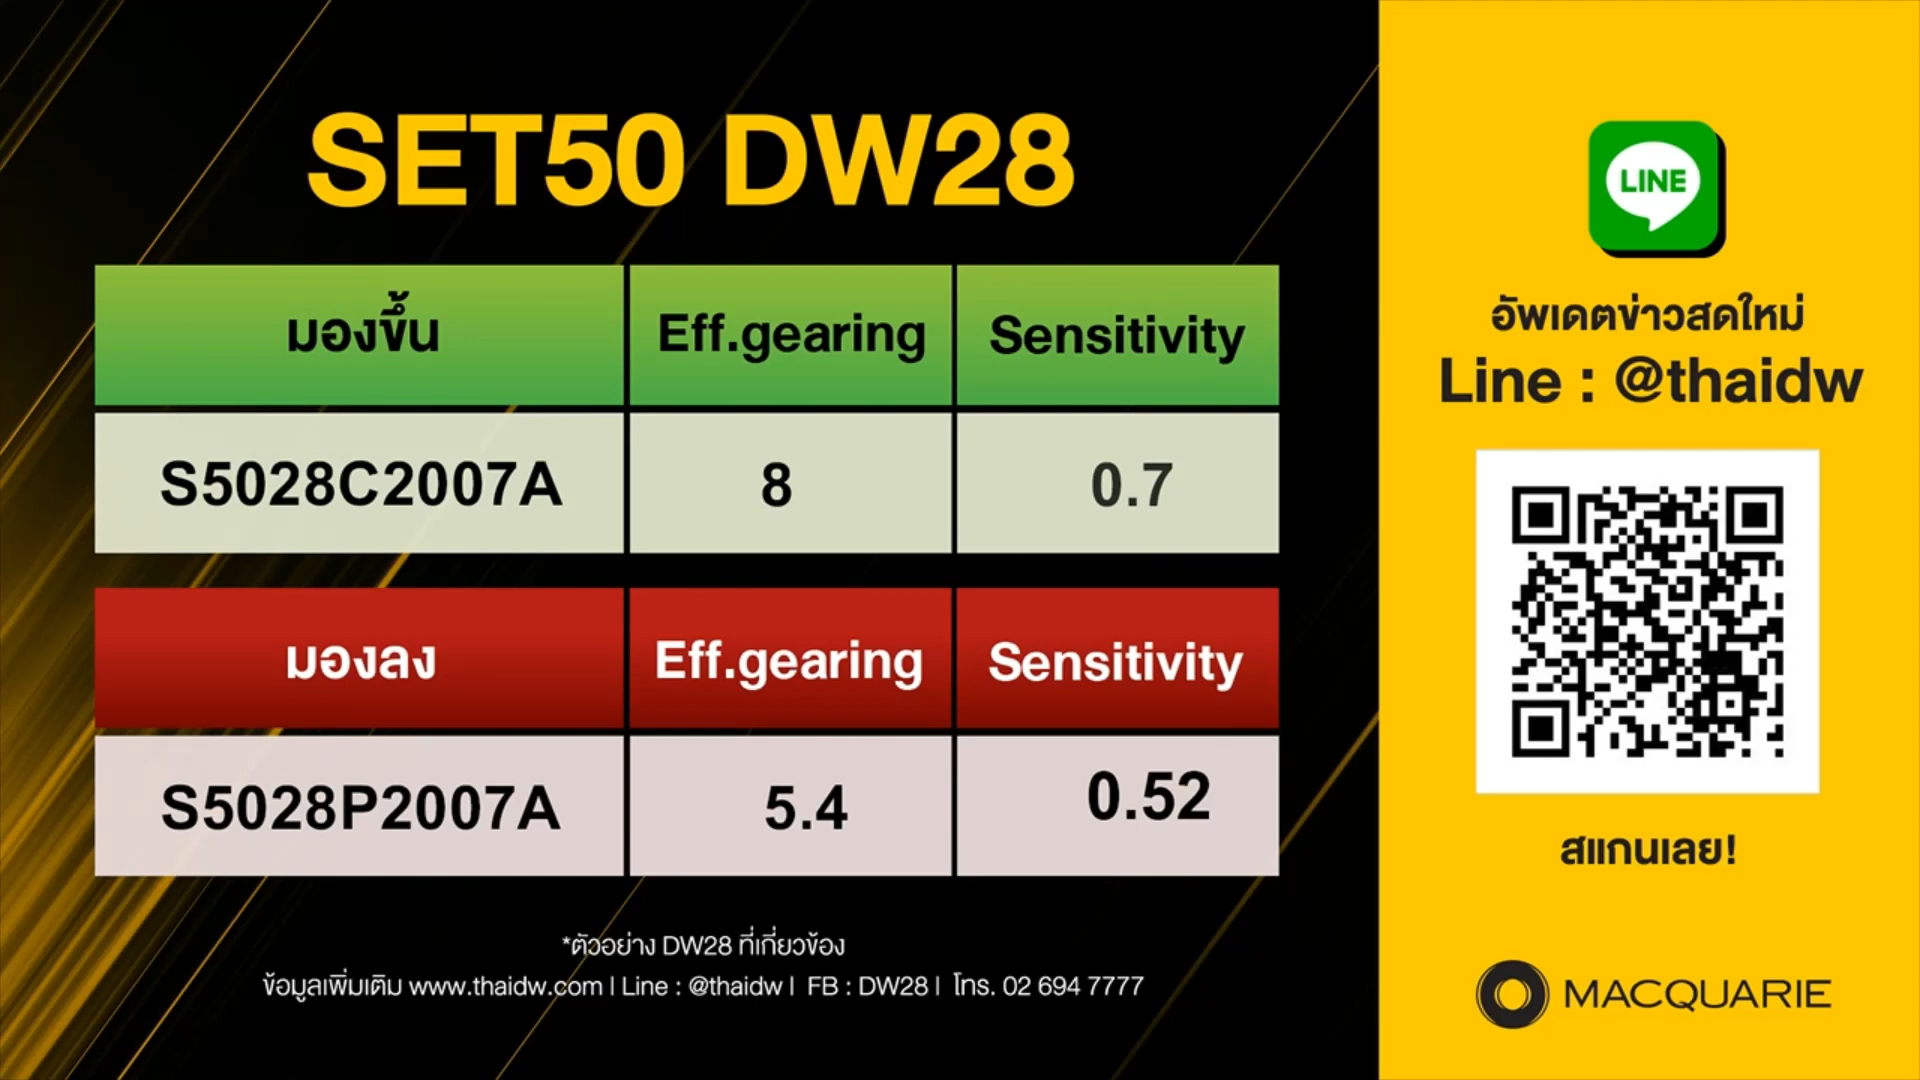 SET50 DW28
มองขึ้น Eff.gearing Sensitivity
S5028C2007A 8 0.7
มองลง Eff.gearing Sensitivity
S5028P2007A 5.4 0.52
*ตัวอย่าง DW28 ที่เกี่ยวข้อง
ข้อมูลเพิ่มเติม www.thaidw.com | Line : @thaidw | FB : DW28 | โทร. 02 694 7777
LINE
อัพเดตข่าวสดใหม่
Line : @thaidw
สแกนเลย!
MACQUARIE